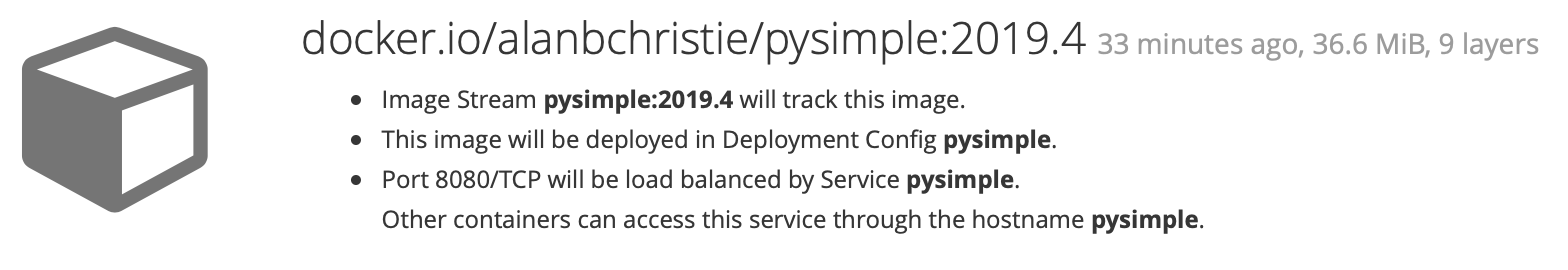 docker.io/alanbchristie/pysimple:2019.4 33 minutes ago, 36.6 MiB, 9 layers
• Image Stream pysimple:2019.4 will track this image.
• This image will be deployed in Deployment Config pysimple.
• Port 8080/TCP will be load balanced by Service pysimple.
Other containers can access this service through the hostname pysimple.